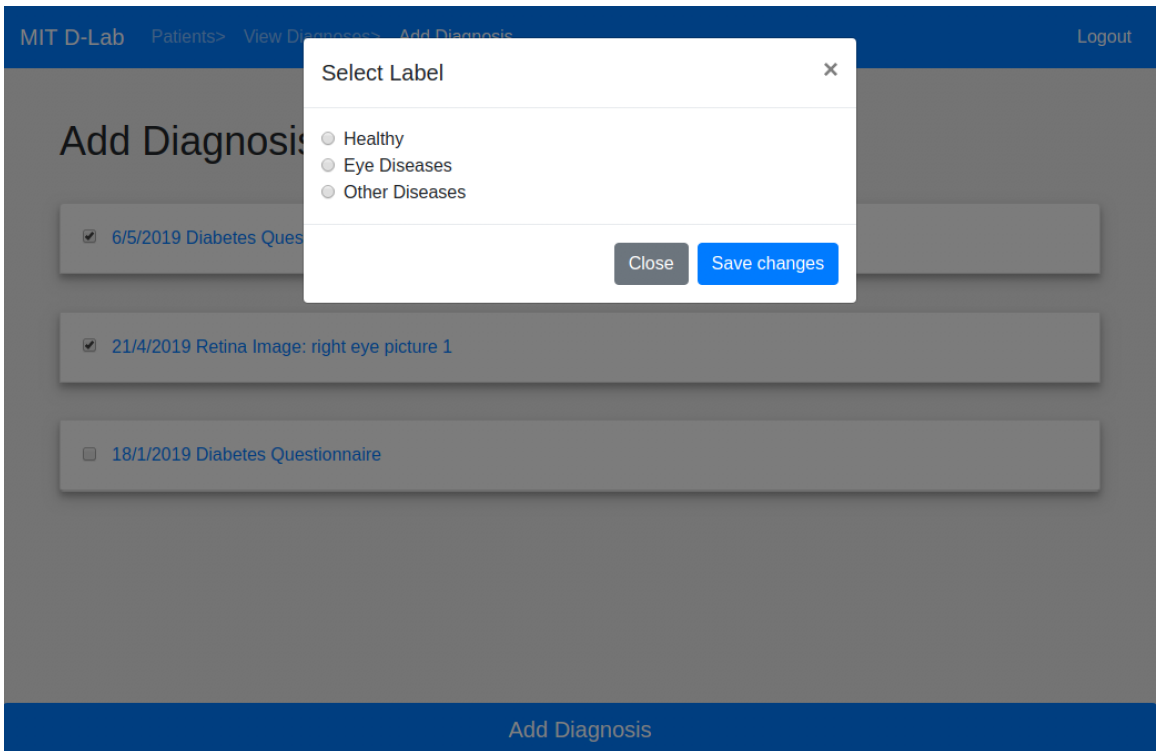 MIT D-Lab Patients> View Diagnoses> Add Diagnosis Logout
Select Label ×
Add Diagnosis
Healthy
Eye Diseases
Other Diseases
6/5/2019 Diabetes Ques
Close Save changes
21/4/2019 Retina Image: right eye picture 1
18/1/2019 Diabetes Questionnaire
Add Diagnosis